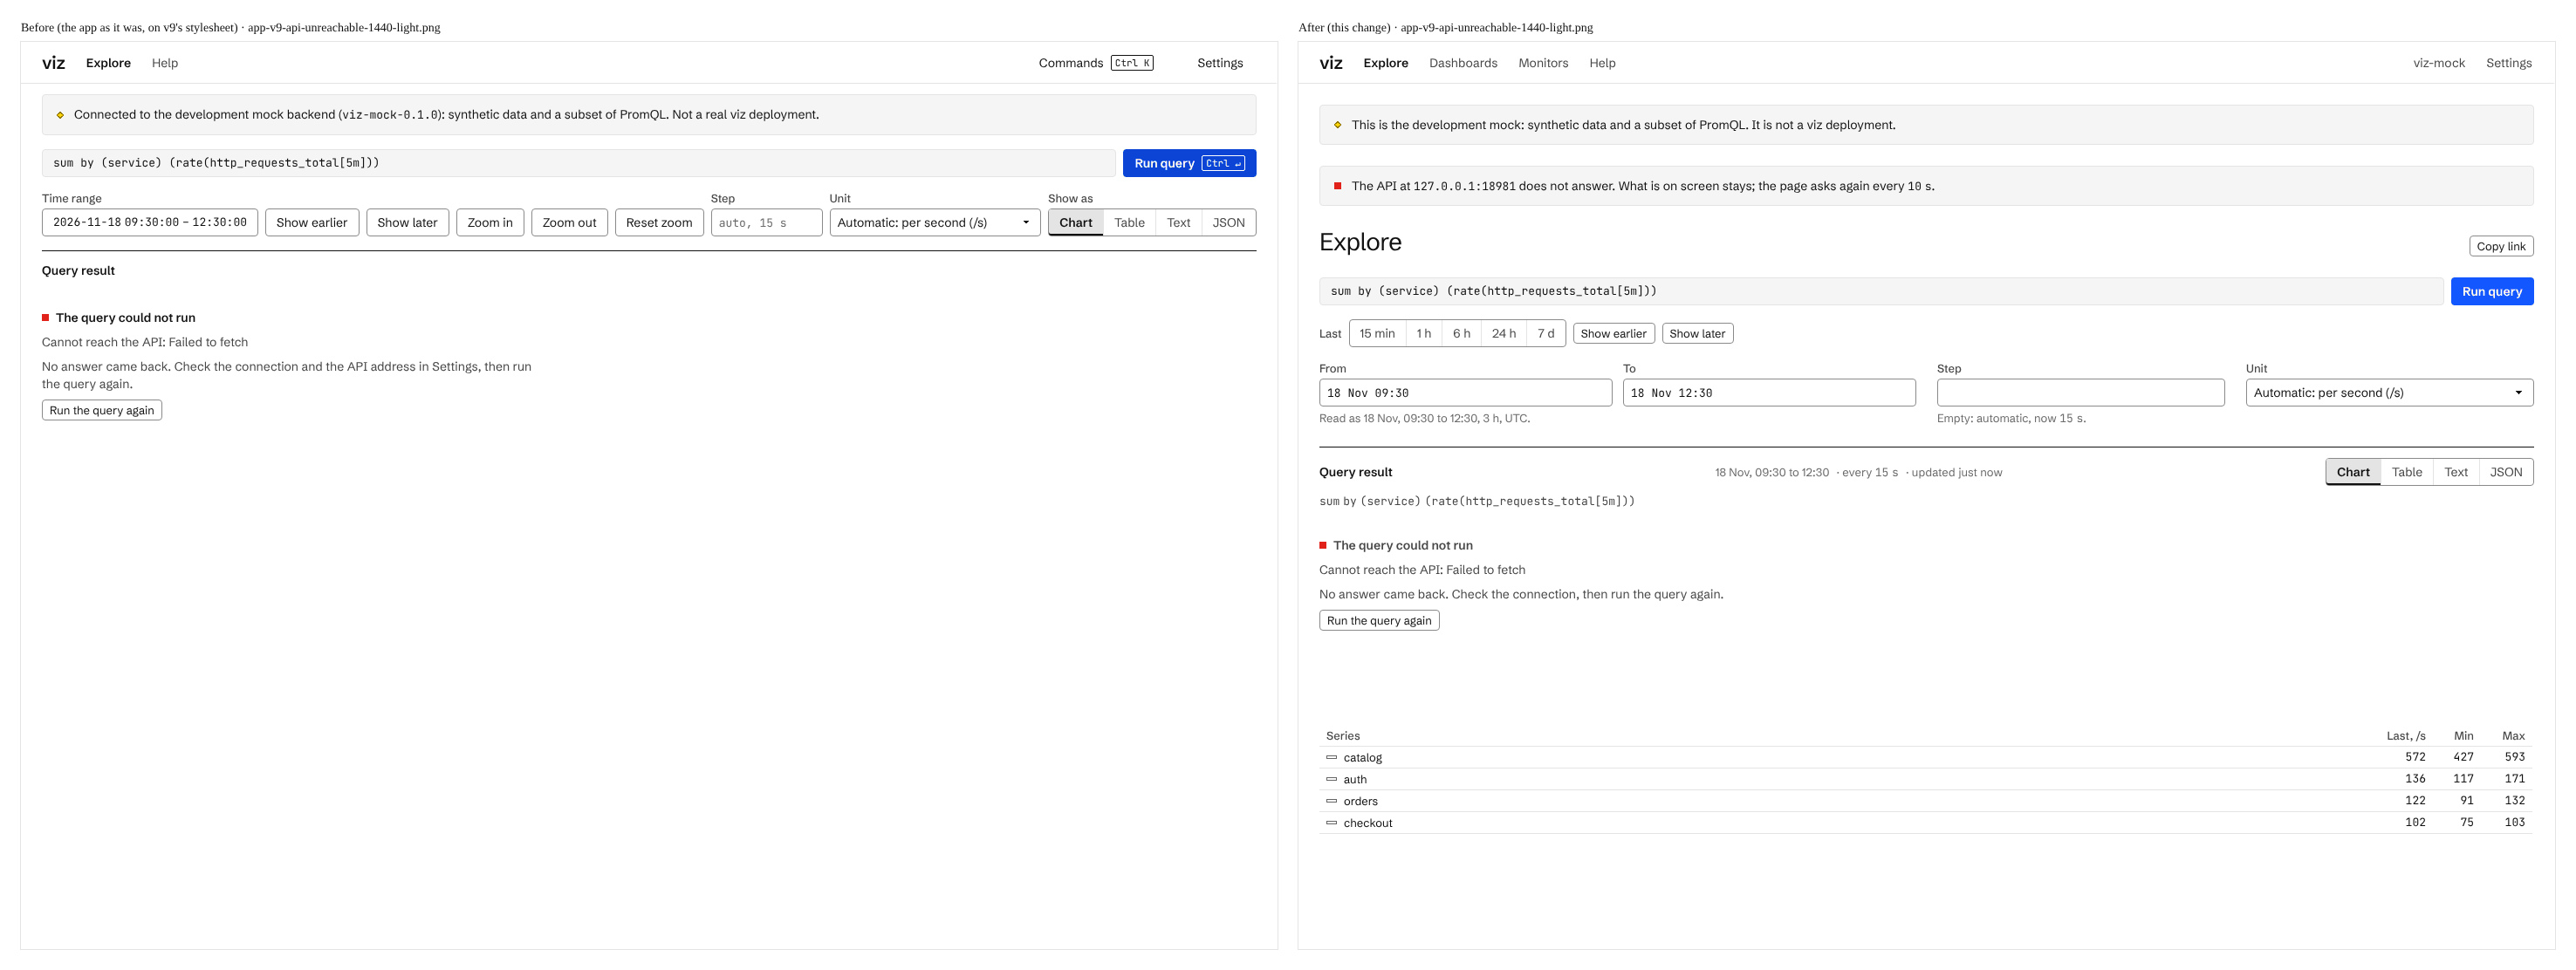 Before (the app as it was, on v9's stylesheet) · app-v9-api-unreachable-1440-light.png
viz Explore Help Commands Ctrl K Settings
Connected to the development mock backend (viz-mock-0.1.0): synthetic data and a subset of PromQL. Not a real viz deployment.
sum by (service) (rate(http_requests_total[5m])) Run query Ctrl ↵
Time range Step Unit Show as
2026-11-18 09:30:00 – 12:30:00 Show earlier Show later Zoom in Zoom out Reset zoom auto, 15 s Automatic: per second (/s) Chart Table Text JSON
Query result
The query could not run
Cannot reach the API: Failed to fetch
No answer came back. Check the connection and the API address in Settings, then run
the query again.
Run the query again
After (this change) · app-v9-api-unreachable-1440-light.png
viz Explore Dashboards Monitors Help viz-mock Settings
This is the development mock: synthetic data and a subset of PromQL. It is not a viz deployment.
The API at 127.0.0.1:18981 does not answer. What is on screen stays; the page asks again every 10 s.
Explore Copy link
sum by (service) (rate(http_requests_total[5m])) Run query
Last 15 min 1 h 6 h 24 h 7 d Show earlier Show later
From To Step Unit
18 Nov 09:30 18 Nov 12:30 Automatic: per second (/s)
Read as 18 Nov, 09:30 to 12:30, 3 h, UTC. Empty: automatic, now 15 s.
Query result 18 Nov, 09:30 to 12:30 · every 15 s · updated just now Chart Table Text JSON
sum by (service) (rate(http_requests_total[5m]))
The query could not run
Cannot reach the API: Failed to fetch
No answer came back. Check the connection, then run the query again.
Run the query again
Series Last, /s Min Max
catalog 572 427 593
auth 136 117 171
orders 122 91 132
checkout 102 75 103